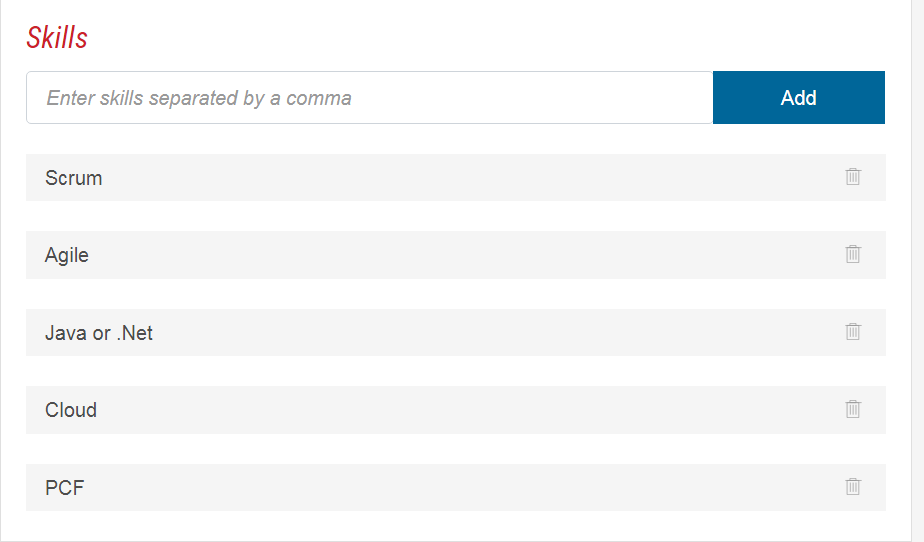 Skills
Enter skills separated by a comma
Add
Scrum
Agile
Java or .Net
Cloud
PCF